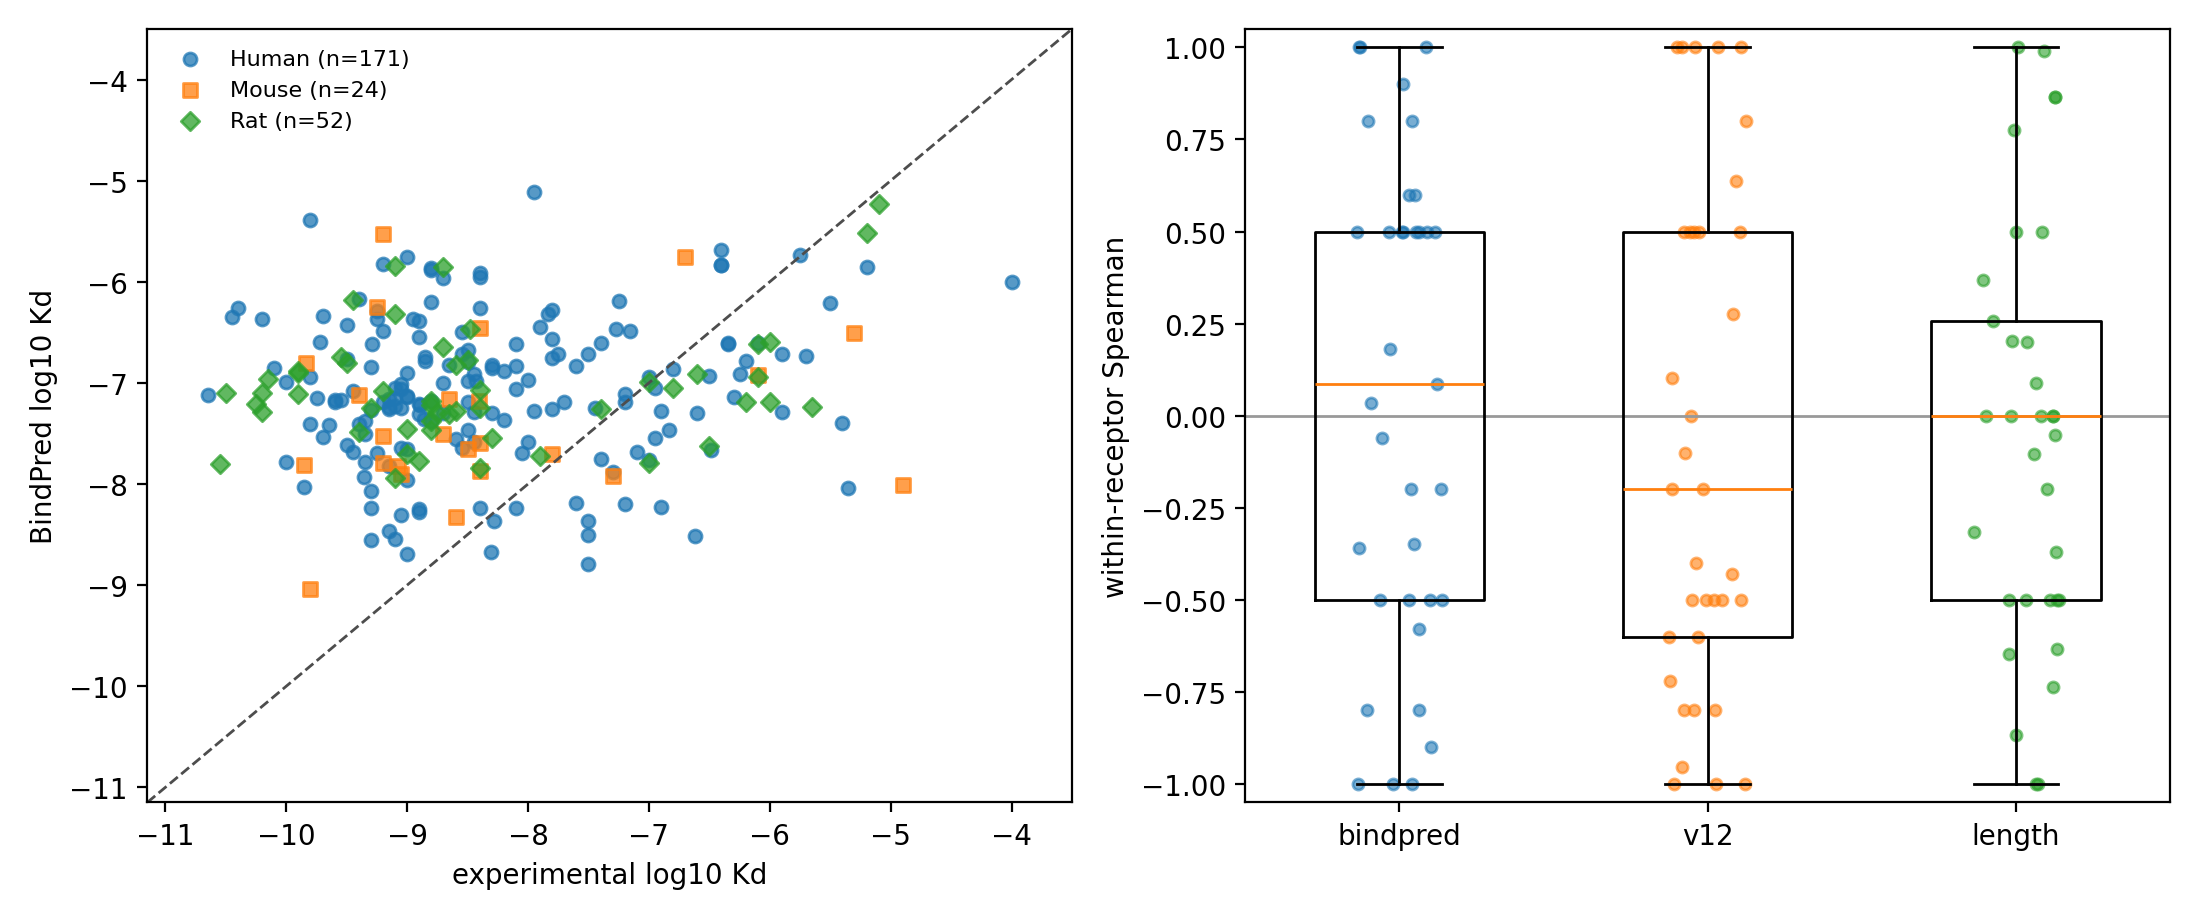 Human (n=171)
Mouse (n=24)
Rat (n=52)
−4
−5
−6
−7
−8
−9
−10
−11
BindPred log10 Kd
−11 −10 −9 −8 −7 −6 −5 −4
experimental log10 Kd
1.00
0.75
0.50
0.25
0.00
−0.25
−0.50
−0.75
−1.00
within-receptor Spearman
bindpred v12 length